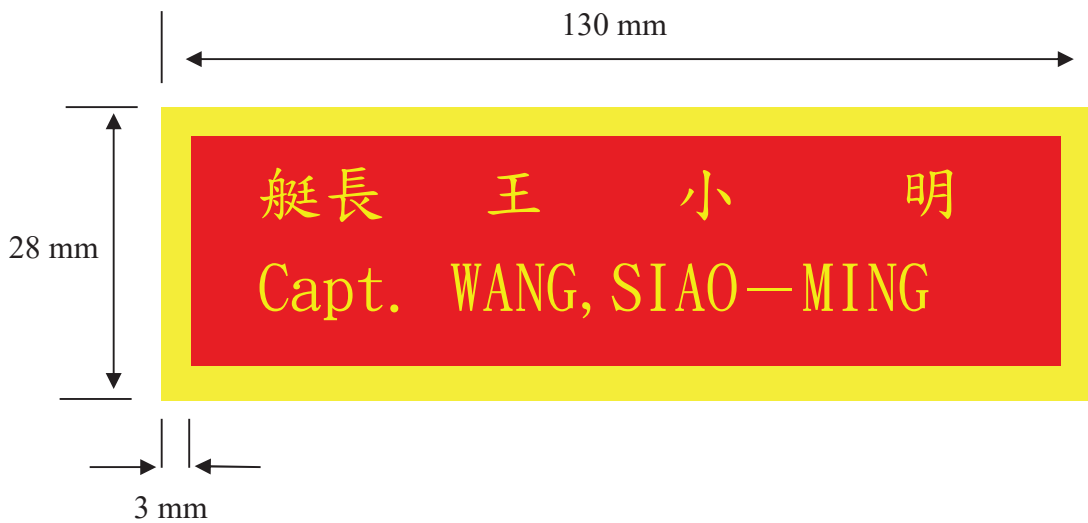 130 mm
艇長 王 小 明
28 mm
Capt. WANG,SIAO－MING
3 mm